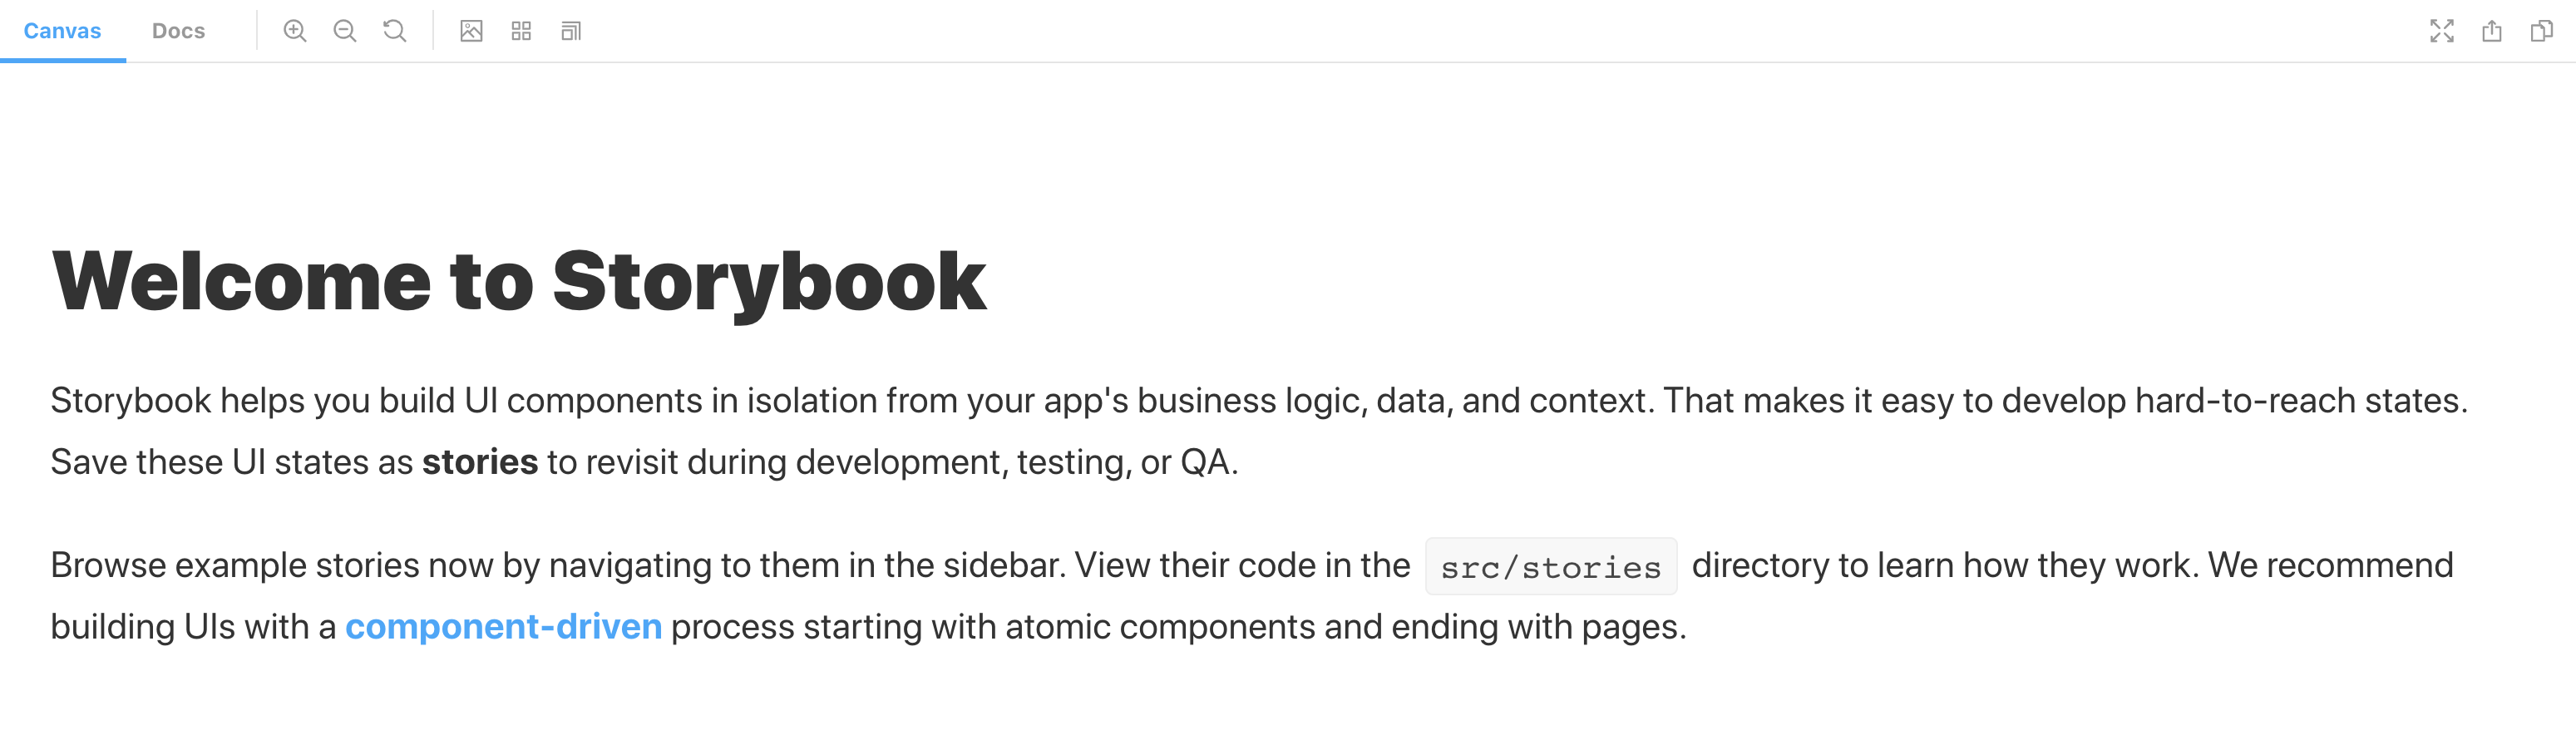 Canvas Docs
Welcome to Storybook
Storybook helps you build UI components in isolation from your app's business logic, data, and context. That makes it easy to develop hard-to-reach states.
Save these UI states as stories to revisit during development, testing, or QA.
Browse example stories now by navigating to them in the sidebar. View their code in the src/stories directory to learn how they work. We recommend
building UIs with a component-driven process starting with atomic components and ending with pages.